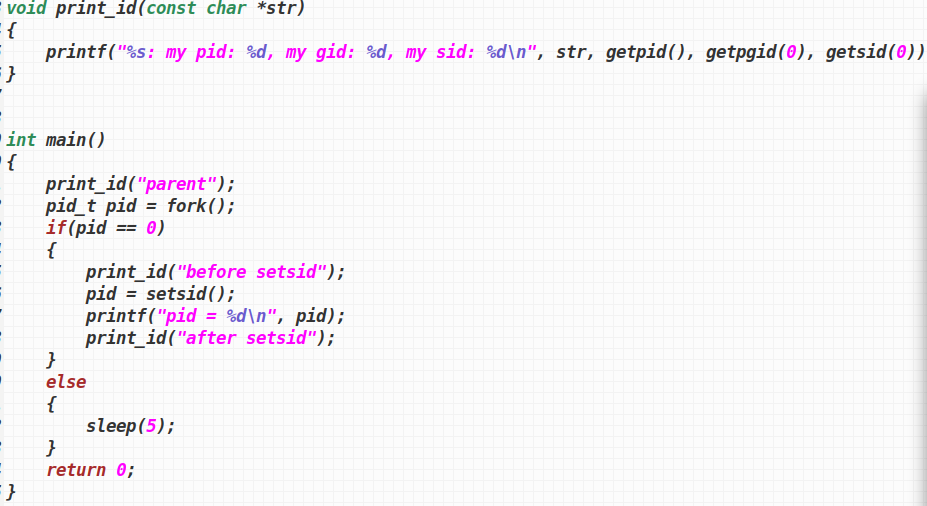 void print_id(const char *str)
{
    printf("%s: my pid: %d, my gid: %d, my sid: %d\n", str, getpid(), getpgid(0), getsid(0))
}
int main()
{
    print_id("parent");
    pid_t pid = fork();
    if(pid == 0)
    {
        print_id("before setsid");
        pid = setsid();
        printf("pid = %d\n", pid);
        print_id("after setsid");
    }
    else
    {
        sleep(5);
    }
    return 0;
}